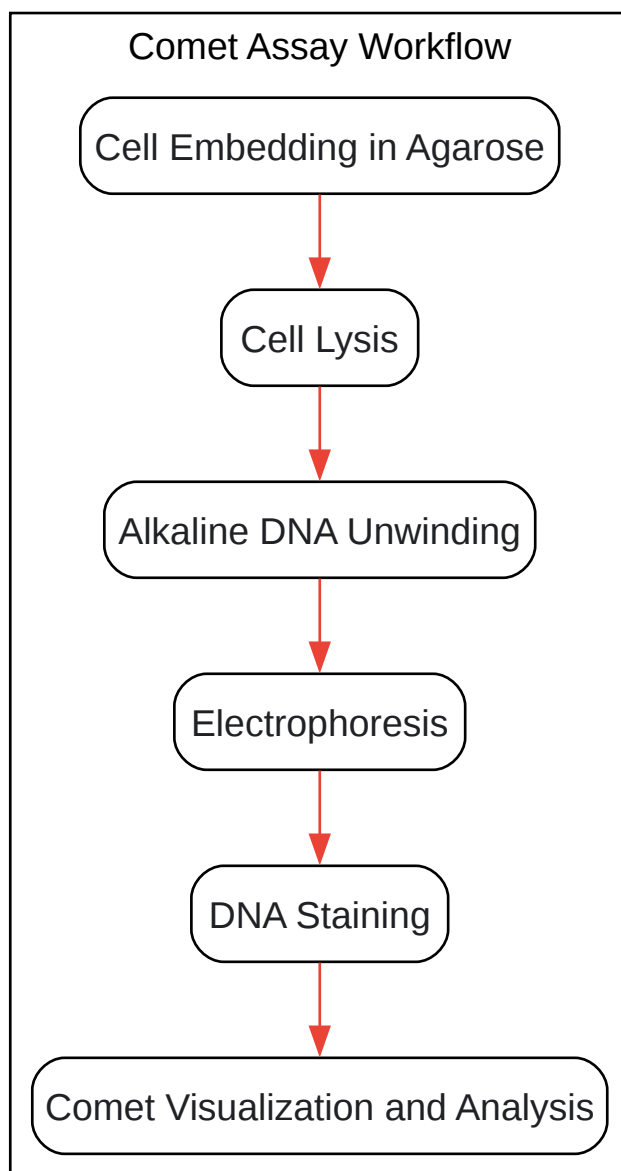 Comet Assay Workflow
Cell Embedding in Agarose
Cell Lysis
Alkaline DNA Unwinding
Electrophoresis
DNA Staining
Comet Visualization and Analysis